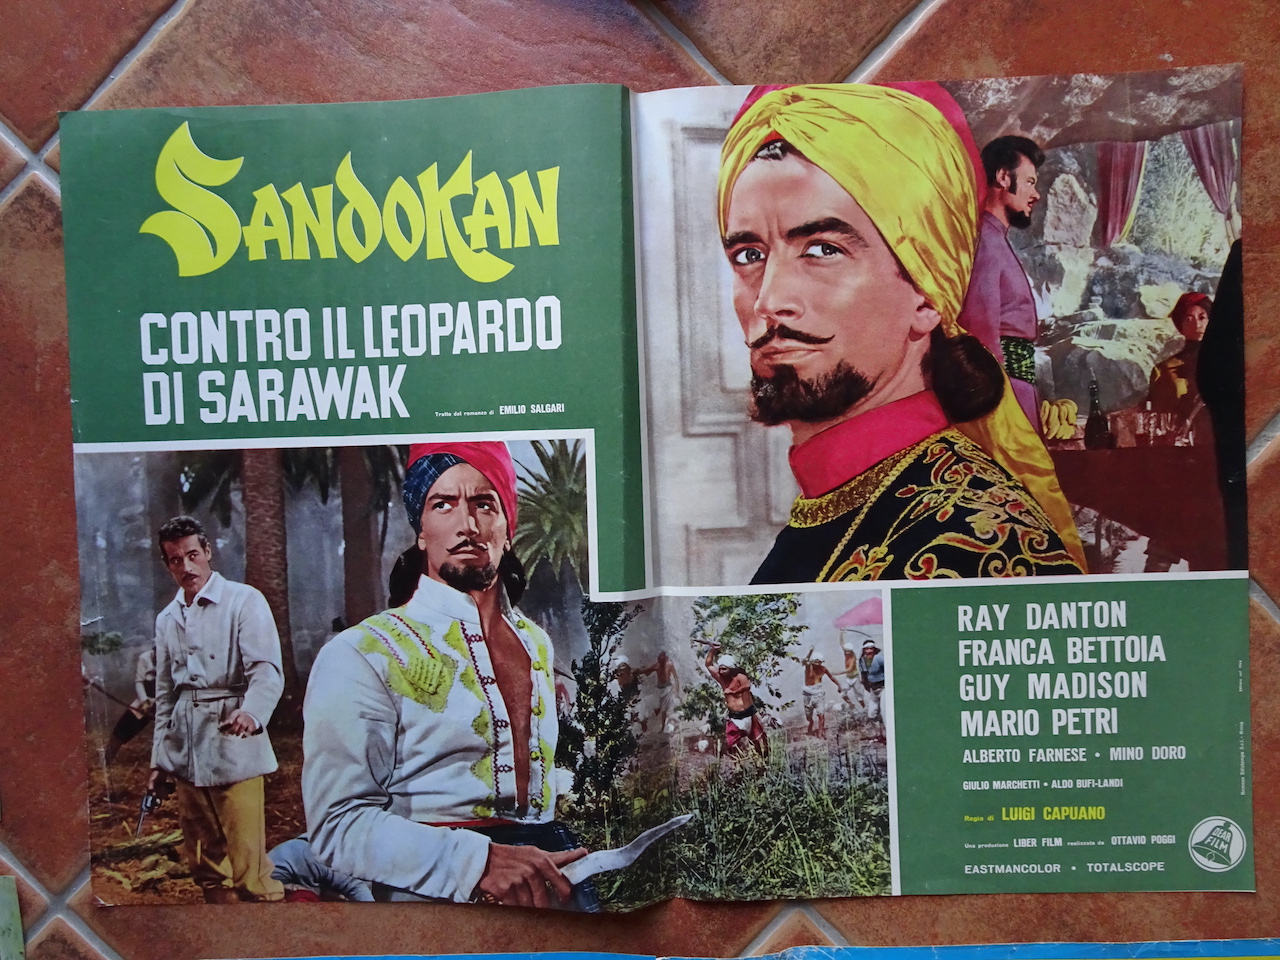 SANDOKAN
CONTRO IL LEOPARDO
DI SARAWAK
Tratto dal romanzo di EMILIO SALGARI
RAY DANTON
FRANCA BETTOIA
GUY MADISON
MARIO PETRI
ALBERTO FARNESE • MINO DORO
GIULIO MARCHETTI • ALDO BUFI-LANDI
Regia di LUIGI CAPUANO
Una produzione LIBER FILM realizzata da OTTAVIO POGGI
EASTMANCOLOR • TOTALSCOPE
DEAR
FILM